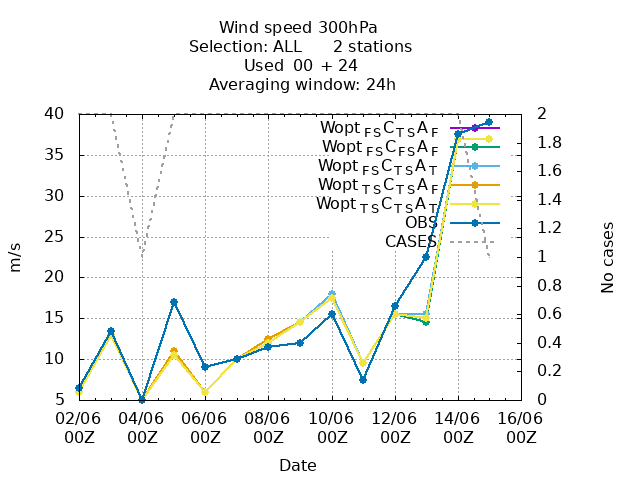 Wind speed 300hPa
Selection: ALL 2 stations
Used 00 + 24
Averaging window: 24h
m/s
40
35
30
25
20
15
10
5
2
1.8
1.6
1.4
1.2
1
0.8
0.6
0.4
0.2
0
No cases
Wopt FS C TS A F
Wopt FS C FS A F
Wopt FS C TS A T
Wopt TS C TS A F
Wopt TS C TS A T
OBS
CASES
02/06 04/06 06/06 08/06 10/06 12/06 14/06 16/06
00Z 00Z 00Z 00Z 00Z 00Z 00Z 00Z
Date